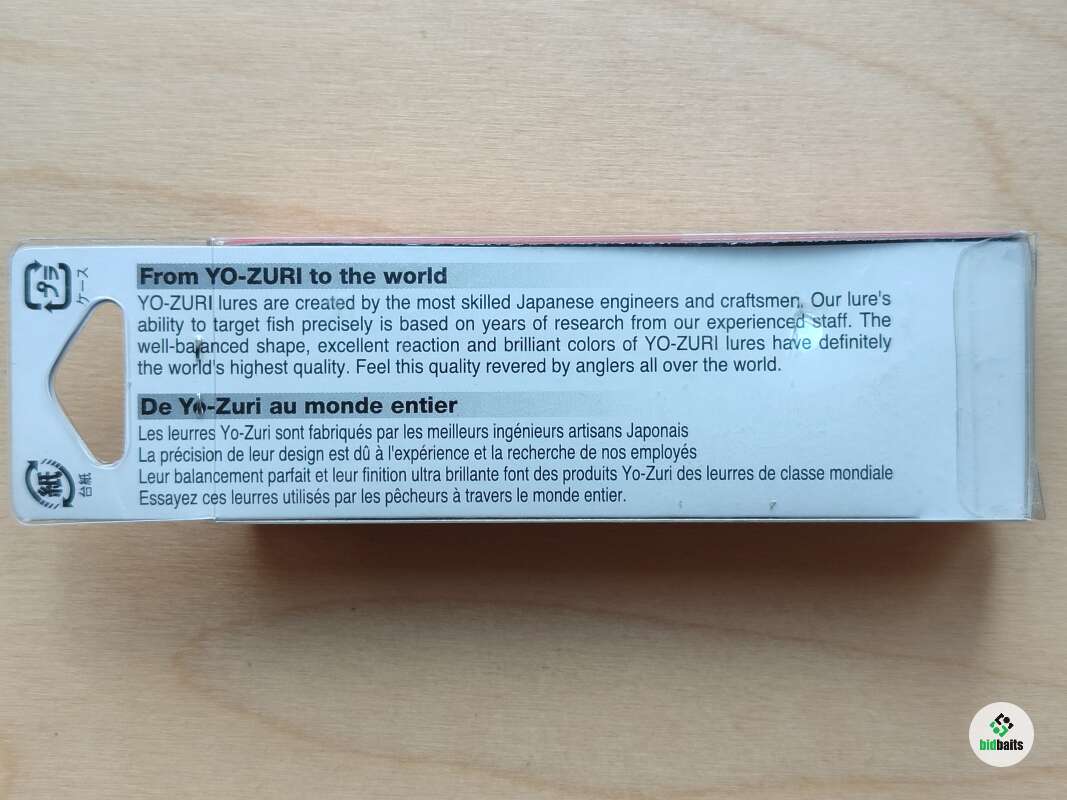 From YO-ZURI to the world
YO-ZURI lures are created by the most skilled Japanese engineers and craftsmen. Our lure's
ability to target fish precisely is based on years of research from our experienced staff. The
well-balanced shape, excellent reaction and brilliant colors of YO-ZURI lures have definitely
the world's highest quality. Feel this quality revered by anglers all over the world.
De Yo-Zuri au monde entier
Les leurres Yo-Zuri sont fabriqués par les meilleurs ingénieurs artisans Japonais
La précision de leur design est dû à l'expérience et la recherche de nos employés
Leur balancement parfait et leur finition ultra brillante font des produits Yo-Zuri des leurres de classe mondiale
Essayez ces leurres utilisés par les pêcheurs à travers le monde entier.
プラ
ケース
紙
台紙
bidbaits